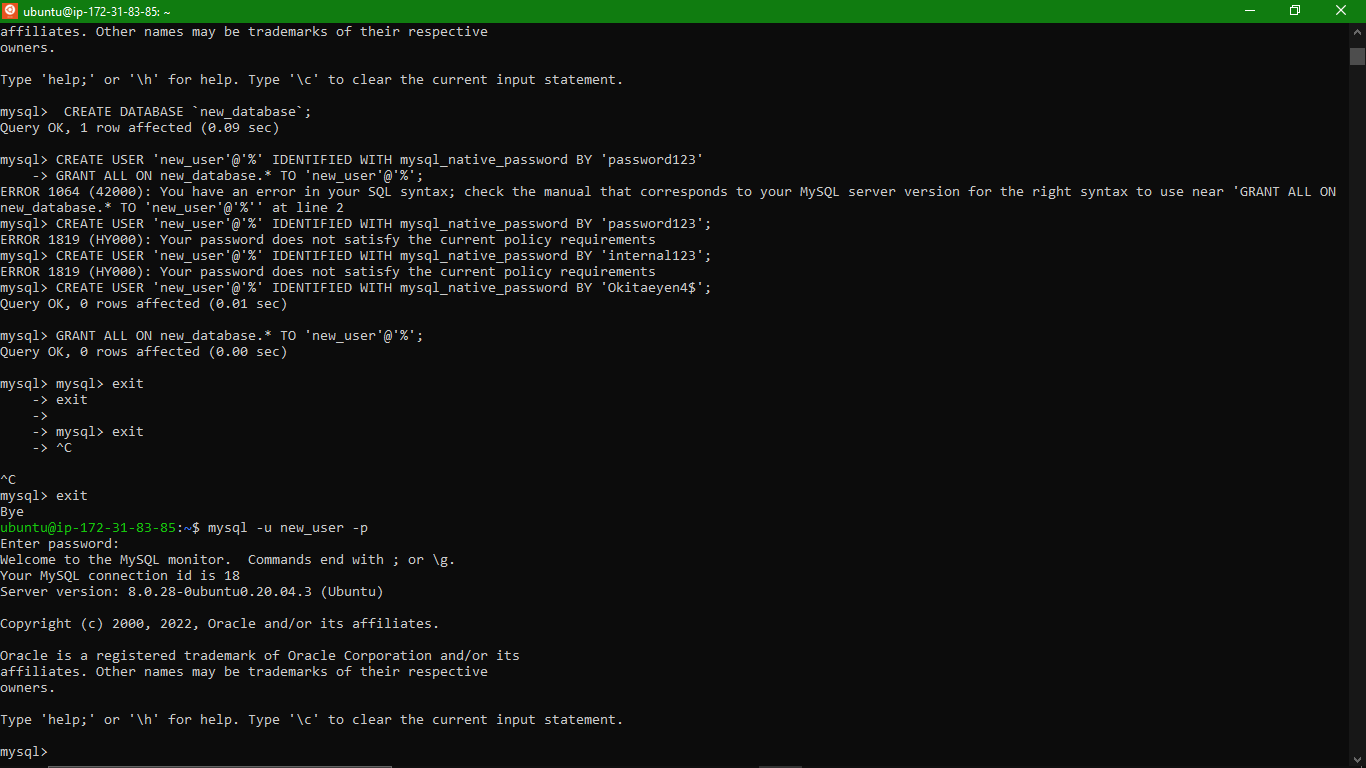 ubuntu@ip-172-31-83-85: ~
affiliates. Other names may be trademarks of their respective
owners.
Type 'help;' or '\h' for help. Type '\c' to clear the current input statement.
mysql>  CREATE DATABASE `new_database`;
Query OK, 1 row affected (0.09 sec)
mysql> CREATE USER 'new_user'@'%' IDENTIFIED WITH mysql_native_password BY 'password123'
    -> GRANT ALL ON new_database.* TO 'new_user'@'%';
ERROR 1064 (42000): You have an error in your SQL syntax; check the manual that corresponds to your MySQL server version for the right syntax to use near 'GRANT ALL ON
new_database.* TO 'new_user'@'%'' at line 2
mysql> CREATE USER 'new_user'@'%' IDENTIFIED WITH mysql_native_password BY 'password123';
ERROR 1819 (HY000): Your password does not satisfy the current policy requirements
mysql> CREATE USER 'new_user'@'%' IDENTIFIED WITH mysql_native_password BY 'internal123';
ERROR 1819 (HY000): Your password does not satisfy the current policy requirements
mysql> CREATE USER 'new_user'@'%' IDENTIFIED WITH mysql_native_password BY 'Okitaeyen4$';
Query OK, 0 rows affected (0.01 sec)
mysql> GRANT ALL ON new_database.* TO 'new_user'@'%';
Query OK, 0 rows affected (0.00 sec)
mysql> mysql> exit
    -> exit
    ->
    -> mysql> exit
    -> ^C
^C
mysql> exit
Bye
ubuntu@ip-172-31-83-85:~$ mysql -u new_user -p
Enter password:
Welcome to the MySQL monitor.  Commands end with ; or \g.
Your MySQL connection id is 18
Server version: 8.0.28-0ubuntu0.20.04.3 (Ubuntu)
Copyright (c) 2000, 2022, Oracle and/or its affiliates.
Oracle is a registered trademark of Oracle Corporation and/or its
affiliates. Other names may be trademarks of their respective
owners.
Type 'help;' or '\h' for help. Type '\c' to clear the current input statement.
mysql>